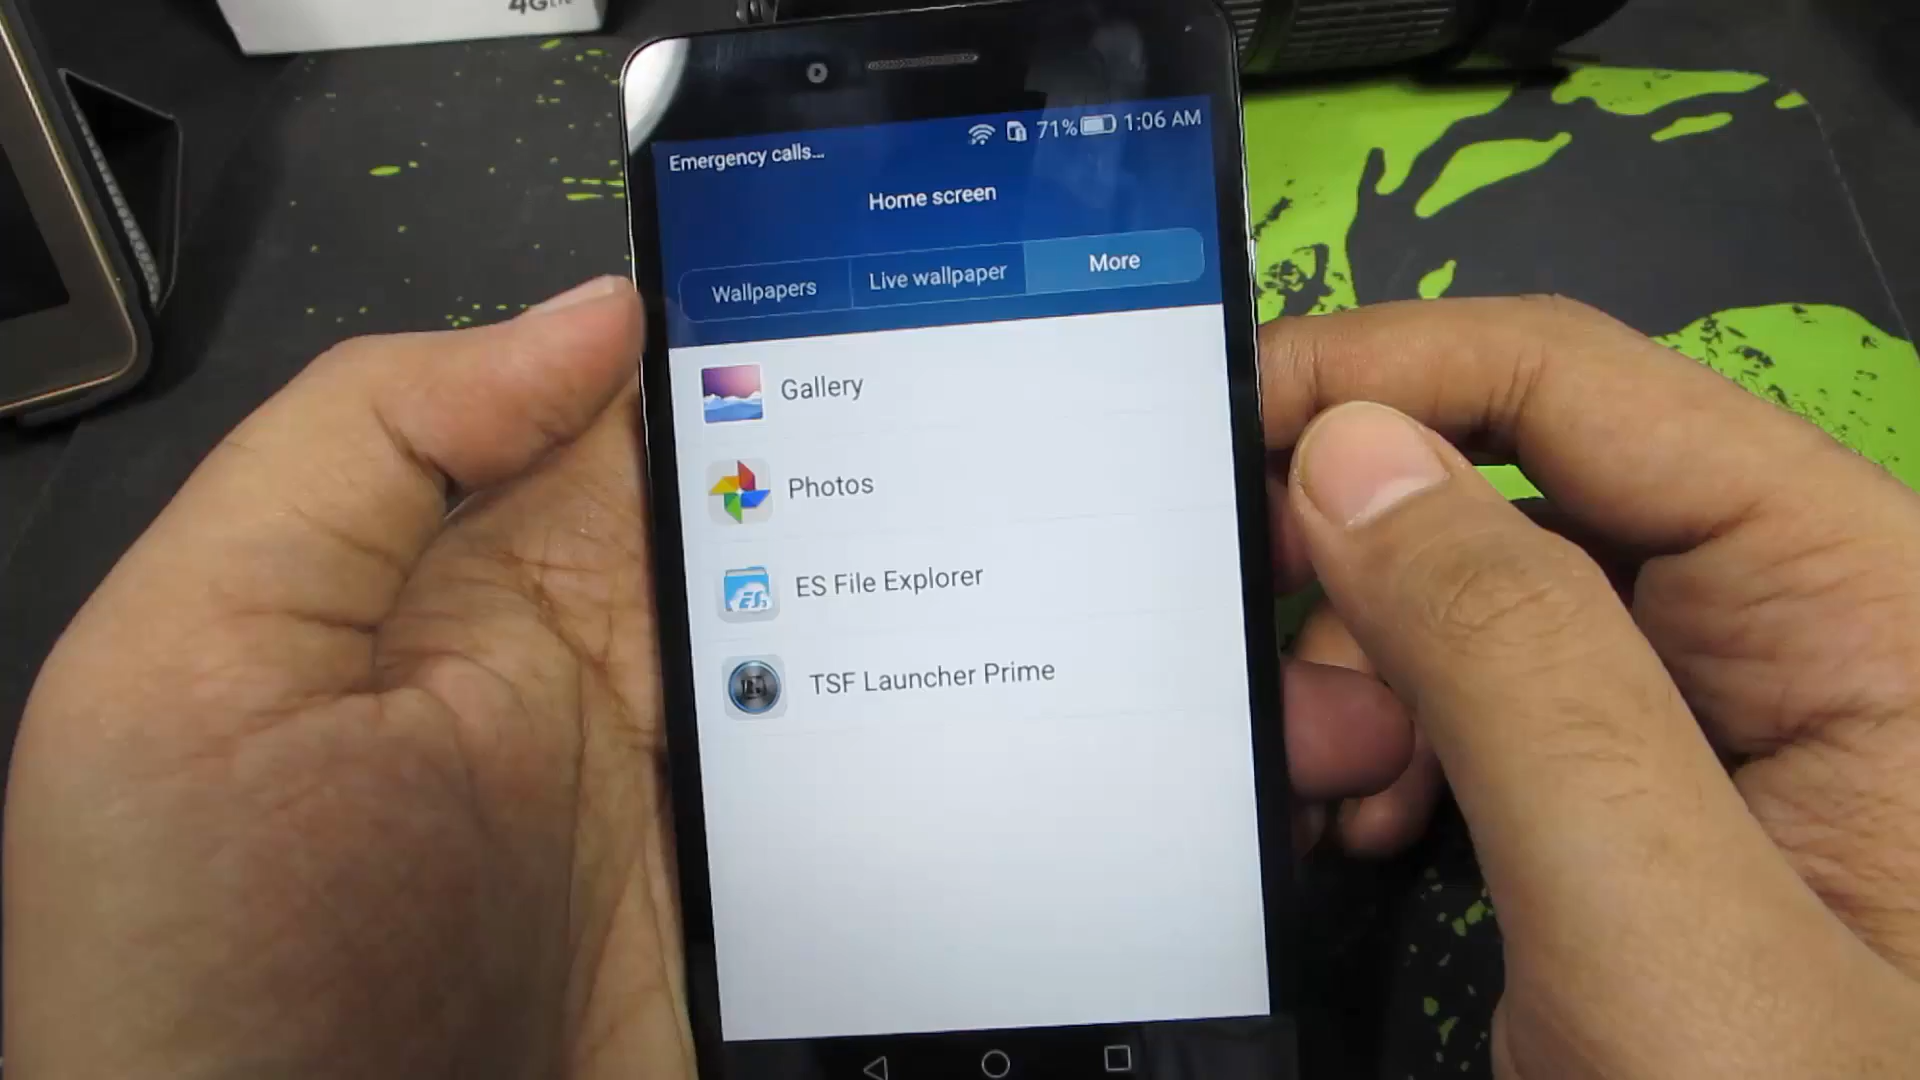 4G LTE
Emergency calls...
71% 1:06 AM
Home screen
Wallpapers
Live wallpaper
More
Gallery
Photos
ES File Explorer
TSF Launcher Prime